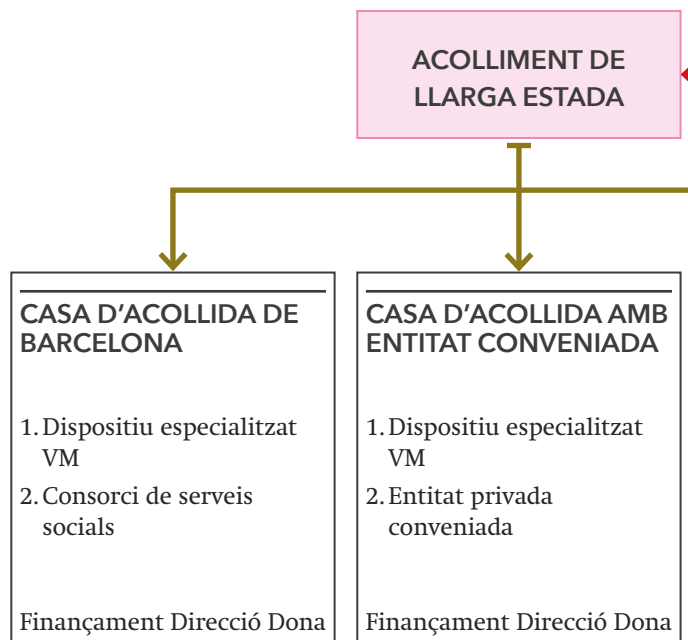 ACOLLIMENT DE
LLARGA ESTADA
CASA D'ACOLLIDA DE
BARCELONA
1. Dispositiu especialitzat
VM
2. Consorci de serveis
socials
Finançament Direcció Dona
CASA D'ACOLLIDA AMB
ENTITAT CONVENIADA
1. Dispositiu especialitzat
VM
2. Entitat privada
conveniada
Finançament Direcció Dona